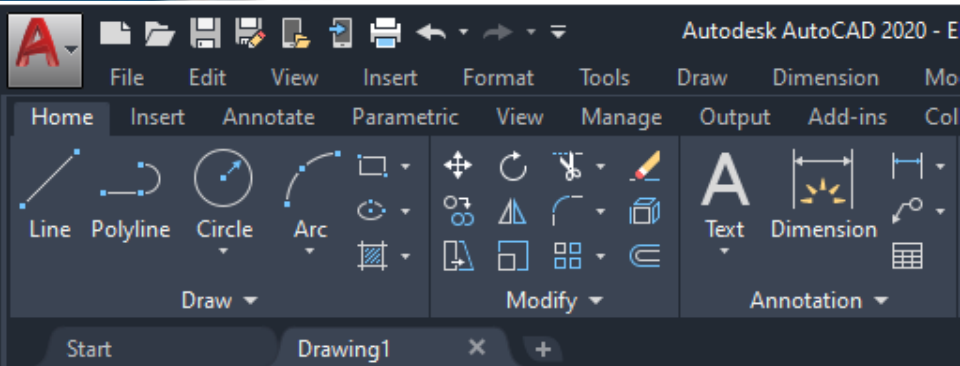 Autodesk AutoCAD 2020 - E
File Edit View Insert Format Tools Draw Dimension Mo
Home Insert Annotate Parametric View Manage Output Add-ins Col
Line Polyline Circle Arc Text Dimension
Draw Modify Annotation
Start Drawing1